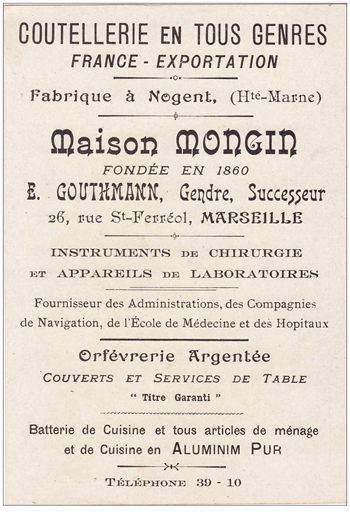 COUTELLERIE EN TOUS GENRES
FRANCE - EXPORTATION
Fabrique à Nogent, (Hte-Marne)
Maison MONGIN
FONDÉE EN 1860
E. GOUTHMANN, Gendre, Successeur
26, rue St-Ferréol, MARSEILLE
INSTRUMENTS DE CHIRURGIE
ET APPAREILS DE LABORATOIRES
Fournisseur des Administrations, des Compagnies
de Navigation, de l'École de Médecine et des Hopitaux
Orfévrerie Argentée
COUVERTS ET SERVICES DE TABLE
" Titre Garanti "
Batterie de Cuisine et tous articles de ménage
et de Cuisine en ALUMINIM PUR
TÉLÉPHONE 39 - 10